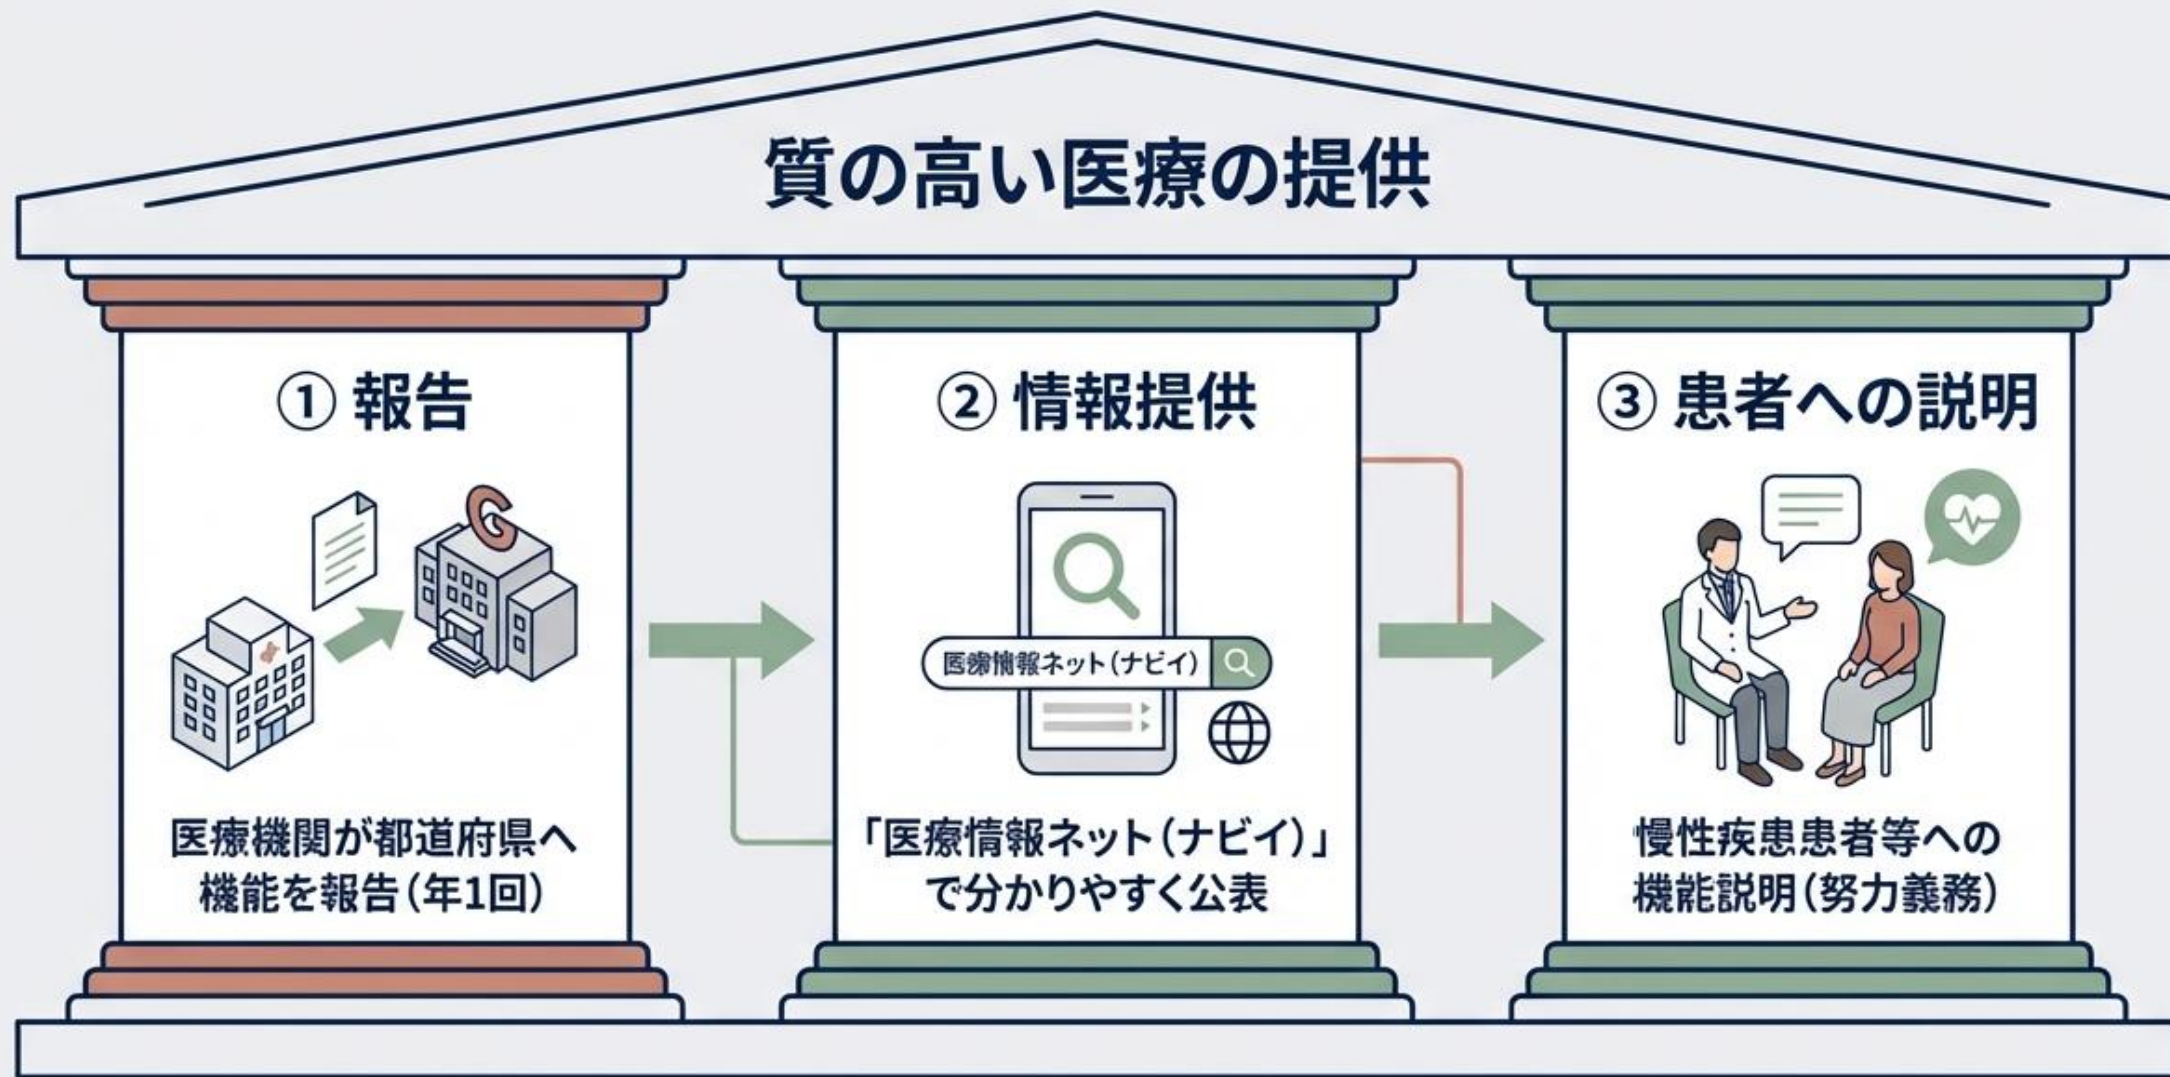 質の高い医療の提供
① 報告
医療機関が都道府県へ
機能を報告（年1回）
② 情報提供
医療情報ネット（ナビイ）
「医療情報ネット（ナビイ）」
で分かりやすく公表
③ 患者への説明
慢性疾患患者等への
機能説明（努力義務）